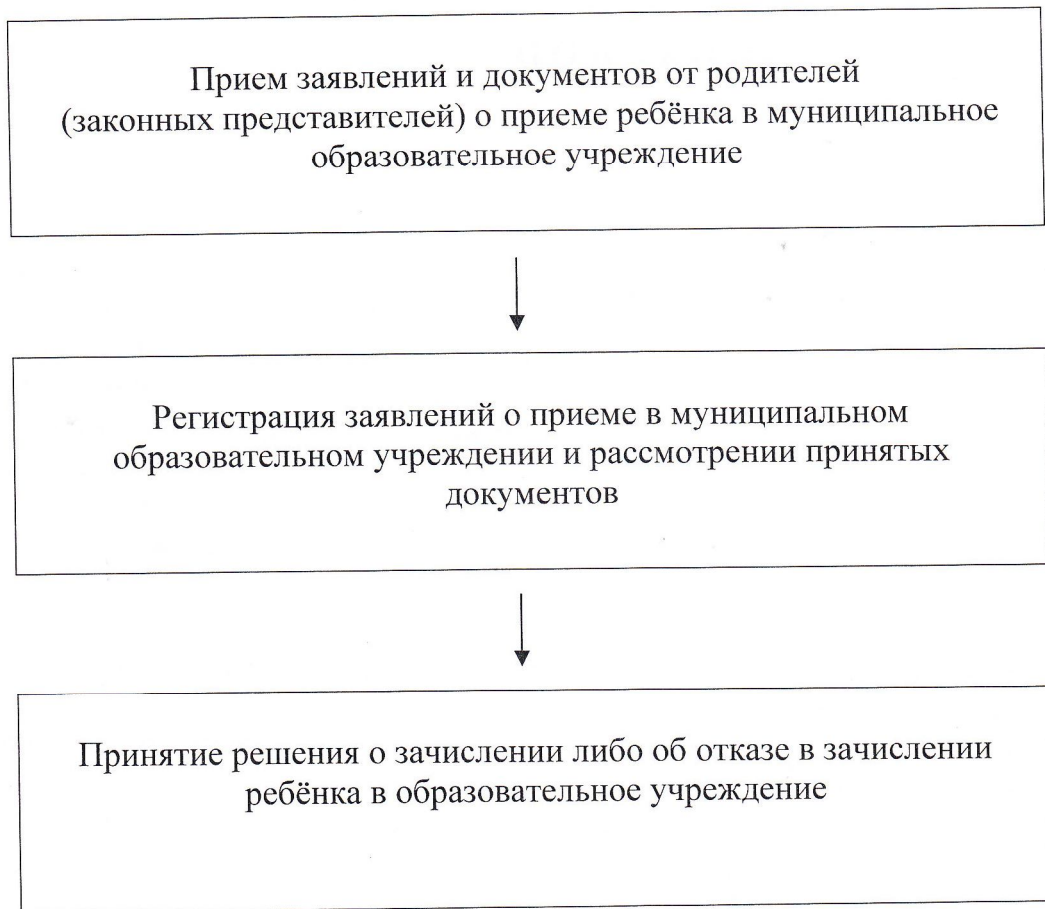 Прием заявлений и документов от родителей
(законных представителей) о приеме ребёнка в муниципальное
образовательное учреждение
Регистрация заявлений о приеме в муниципальном
образовательном учреждении и рассмотрении принятых
документов
Принятие решения о зачислении либо об отказе в зачислении
ребёнка в образовательное учреждение